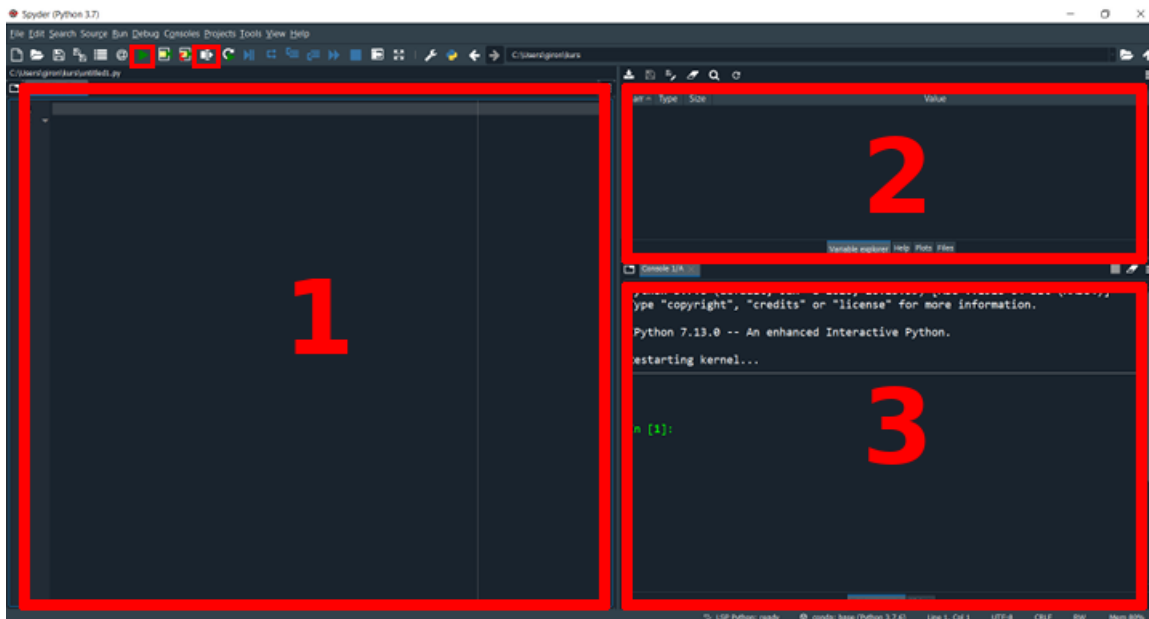 Spyder (Python 3.7)
File Edit Search Source Run Debug Consoles Projects Tools View Help
C:\Users\giron\kurs
C:\Users\giron\kurs\untitled1.py
Type Size Value
1
2
Variable explorer Help Plots Files
Console 1/A
ype "copyright", "credits" or "license" for more information.
Python 7.13.0 -- An enhanced Interactive Python.
estarting kernel...
3
n [1]:
LSP Python: ready conda: base (Python 3.7.6) Line 1, Col 1 UTF-8 CRLF RW Mem 80%